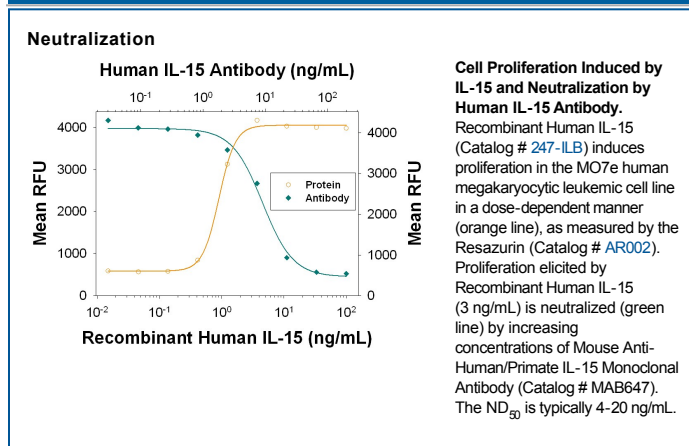 Neutralization
Human IL-15 Antibody (ng/mL)
10-1 100 101 102
4000
3000
2000
1000
0
Mean RFU
Protein
Antibody
4000
3000
2000
1000
0
Mean RFU
10-2 10-1 100 101 102
Recombinant Human IL-15 (ng/mL)
Cell Proliferation Induced by
IL-15 and Neutralization by
Human IL-15 Antibody.
Recombinant Human IL-15
(Catalog # 247-ILB) induces
proliferation in the MO7e human
megakaryocytic leukemic cell line
in a dose-dependent manner
(orange line), as measured by the
Resazurin (Catalog # AR002).
Proliferation elicited by
Recombinant Human IL-15
(3 ng/mL) is neutralized (green
line) by increasing
concentrations of Mouse Anti-
Human/Primate IL-15 Monoclonal
Antibody (Catalog # MAB647).
The ND50 is typically 4-20 ng/mL.